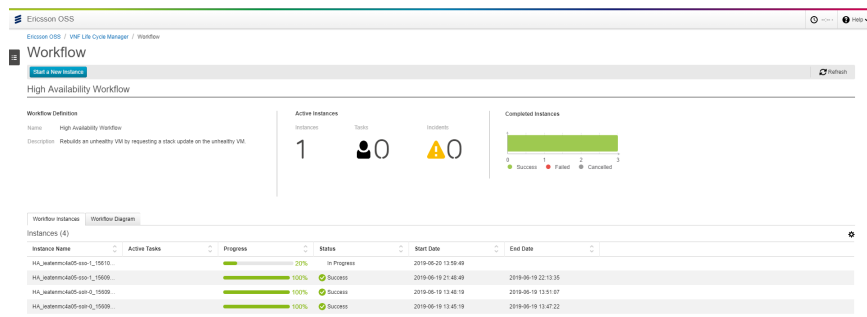 Ericsson OSS
--:--
Help
Ericsson OSS / VNF Life Cycle Manager / Workflow
Workflow
Start a New Instance
Refresh
High Availability Workflow
Workflow Definition
Name High Availability Workflow
Description Rebuilds an unhealthy VM by requesting a stack update on the unhealthy VM.
Active Instances
Instances Tasks Incidents
1 0 0
Completed Instances
0 1 2 3
Success Failed Cancelled
Workflow Instances Workflow Diagram
Instances (4)
Instance Name Active Tasks Progress Status Start Date End Date
HA_ieatenmc4a05-sso-1_15610... 20% In Progress 2019-06-20 13:59:49
HA_ieatenmc4a05-sso-1_15609... 100% Success 2019-06-19 21:48:49 2019-06-19 22:13:35
HA_ieatenmc4a05-solr-0_15609... 100% Success 2019-06-19 13:48:19 2019-06-19 13:51:07
HA_ieatenmc4a05-solr-0_15609... 100% Success 2019-06-19 13:45:19 2019-06-19 13:47:22